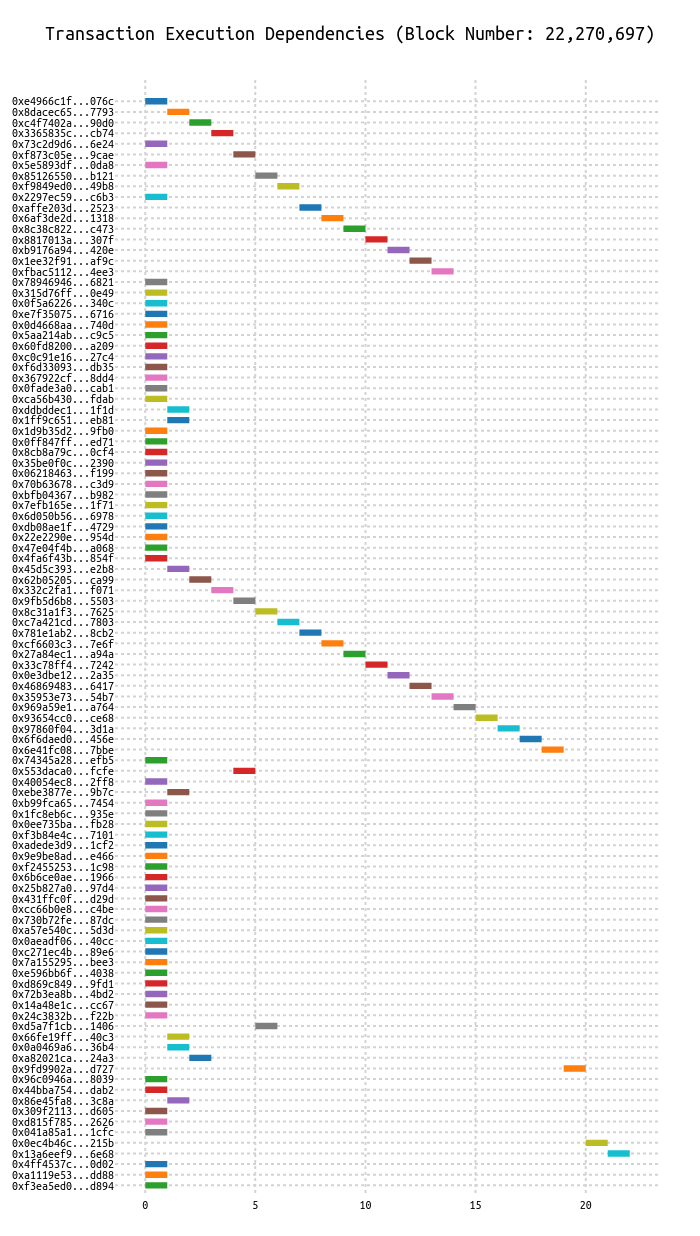 Transaction Execution Dependencies (Block Number: 22,270,697)
0xe4966c1f...076c
0x8dacec65...7793
0xc4f7402a...90d0
0x3365835c...cb74
0x73c2d9d6...6e24
0xf873c05e...9cae
0x5e5893df...0da8
0x85126550...b121
0xf9849ed0...49b8
0x2297ec59...c6b3
0xaffe203d...2523
0x6af3de2d...1318
0x8c38c822...c473
0x8817013a...307f
0xb9176a94...420e
0x1ee32f91...af9c
0xfbac5112...4ee3
0x78946946...6821
0x315d76ff...0e49
0x0f5a6226...340c
0xe7f35075...6716
0x0d4668aa...740d
0x5aa214ab...c9c5
0x60fd8200...a209
0xc0c91e16...27c4
0xf6d33093...db35
0x367922cf...8dd4
0x0fade3a0...cab1
0xca56b430...fdab
0xddbddec1...1f1d
0x1ff9c651...eb81
0x1d9b35d2...9fb0
0x0ff847ff...ed71
0x8cb8a79c...0cf4
0x35be0f0c...2390
0x06218463...f199
0x70b63678...c3d9
0xbfb04367...b982
0x7efb165e...1f71
0x6d050b56...6978
0xdb08ae1f...4729
0x22e2290e...954d
0x47e04f4b...a068
0x4fa6f43b...854f
0x45d5c393...e2b8
0x62b05205...ca99
0x332c2fa1...f071
0x9fb5d6b8...5503
0x8c31a1f3...7625
0xc7a421cd...7803
0x781e1ab2...8cb2
0xcf6603c3...7e6f
0x27a84ec1...a94a
0x33c78ff4...7242
0x0e3dbe12...2a35
0x46869483...6417
0x35953e73...54b7
0x969a59e1...a764
0x93654cc0...ce68
0x97860f04...3d1a
0x6f6daed0...456e
0x6e41fc08...7bbe
0x74345a28...efb5
0x553daca0...fcfe
0x40054ec8...2ff8
0xebe3877e...9b7c
0xb99fca65...7454
0x1fc8eb6c...935e
0x0ee735ba...fb28
0xf3b84e4c...7101
0xadede3d9...1cf2
0x9e9be8ad...e466
0xf2455253...1c98
0x6b6ce0ae...1966
0x25b827a0...97d4
0x431ffc0f...d29d
0xcc66b0e8...c4be
0x730b72fe...87dc
0xa57e540c...5d3d
0x0aeadf06...40cc
0xc271ec4b...89e6
0x7a155295...bee3
0xe596bb6f...4038
0xd869c849...9fd1
0x72b3ea8b...4bd2
0x14a48e1c...cc67
0x24c3832b...f22b
0xd5a7f1cb...1406
0x66fe19ff...40c3
0x0a0469a6...36b4
0xa82021ca...24a3
0x9fd9902a...d727
0x96c0946a...8039
0x44bba754...dab2
0x86e45fa8...3c8a
0x309f2113...d605
0xd815f785...2626
0x041a85a1...1cfc
0x0ec4b46c...215b
0x13a6eef9...6e68
0x4ff4537c...0d02
0xa1119e53...dd88
0xf3ea5ed0...d894
0 5 10 15 20